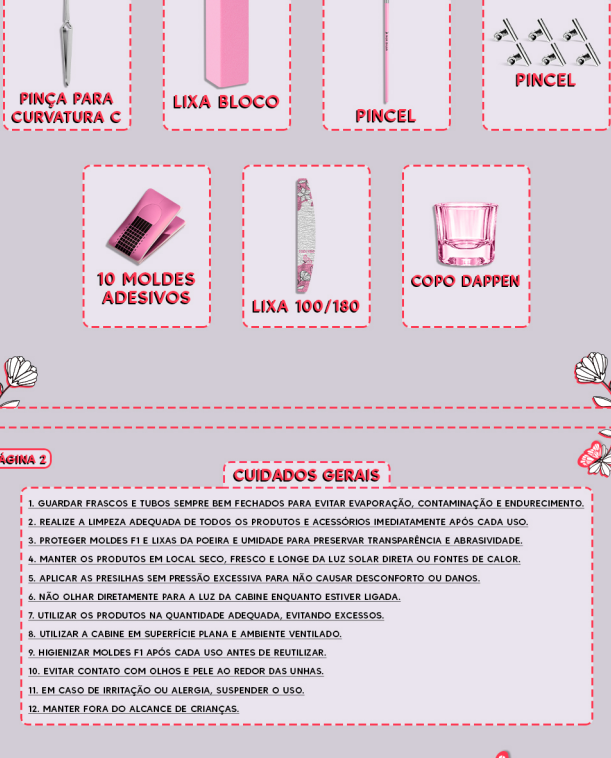 PINÇA PARA
CURVATURA C
LIXA BLOCO
PINCEL
PINCEL
10 MOLDES
ADESIVOS
LIXA 100/180
COPO DAPPEN
ÁGINA 2
CUIDADOS GERAIS
1. GUARDAR FRASCOS E TUBOS SEMPRE BEM FECHADOS PARA EVITAR EVAPORAÇÃO, CONTAMINAÇÃO E ENDURECIMENTO.
2. REALIZE A LIMPEZA ADEQUADA DE TODOS OS PRODUTOS E ACESSÓRIOS IMEDIATAMENTE APÓS CADA USO.
3. PROTEGER MOLDES F1 E LIXAS DA POEIRA E UMIDADE PARA PRESERVAR TRANSPARÊNCIA E ABRASIVIDADE.
4. MANTER OS PRODUTOS EM LOCAL SECO, FRESCO E LONGE DA LUZ SOLAR DIRETA OU FONTES DE CALOR.
5. APLICAR AS PRESILHAS SEM PRESSÃO EXCESSIVA PARA NÃO CAUSAR DESCONFORTO OU DANOS.
6. NÃO OLHAR DIRETAMENTE PARA A LUZ DA CABINE ENQUANTO ESTIVER LIGADA.
7. UTILIZAR OS PRODUTOS NA QUANTIDADE ADEQUADA, EVITANDO EXCESSOS.
8. UTILIZAR A CABINE EM SUPERFÍCIE PLANA E AMBIENTE VENTILADO.
9. HIGIENIZAR MOLDES F1 APÓS CADA USO ANTES DE REUTILIZAR.
10. EVITAR CONTATO COM OLHOS E PELE AO REDOR DAS UNHAS.
11. EM CASO DE IRRITAÇÃO OU ALERGIA, SUSPENDER O USO.
12. MANTER FORA DO ALCANCE DE CRIANÇAS.